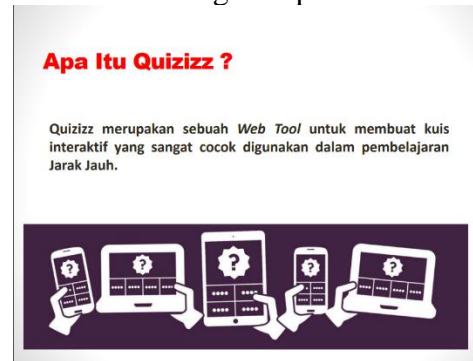 Apa Itu Quizizz ?
Quizizz merupakan sebuah Web Tool untuk membuat kuis
interaktif yang sangat cocok digunakan dalam pembelajaran
Jarak Jauh.
? ? ? ? ?